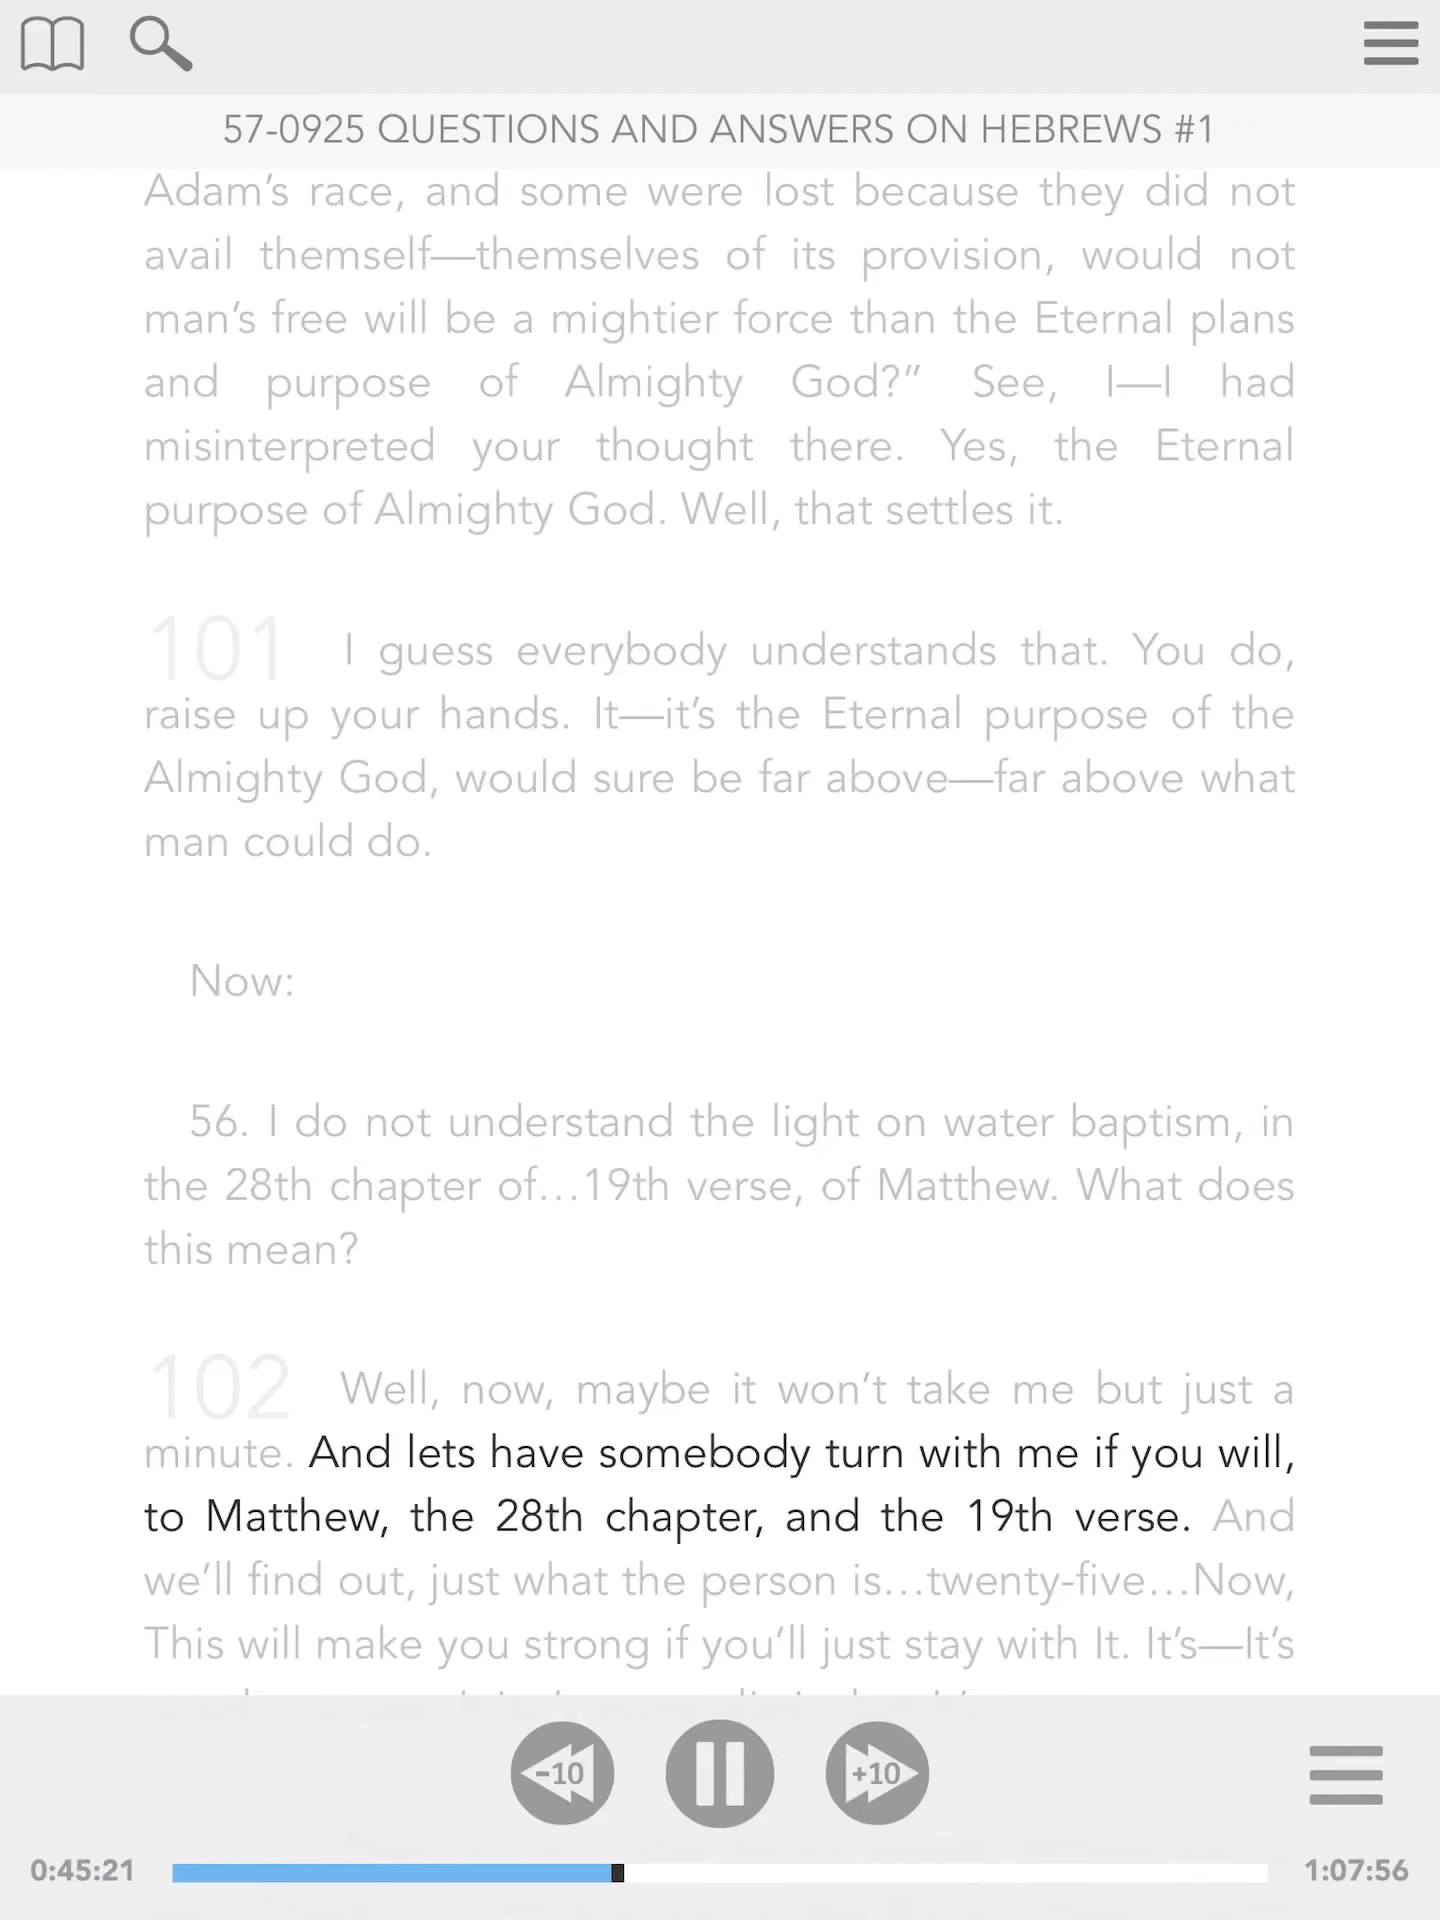 57-0925 QUESTIONS AND ANSWERS ON HEBREWS #1
Adam’s race, and some were lost because they did not
avail themself—themselves of its provision, would not
man’s free will be a mightier force than the Eternal plans
and purpose of Almighty God?” See, I—I had
misinterpreted your thought there. Yes, the Eternal
purpose of Almighty God. Well, that settles it.
101 I guess everybody understands that. You do,
raise up your hands. It—it’s the Eternal purpose of the
Almighty God, would sure be far above—far above what
man could do.
Now:
56. I do not understand the light on water baptism, in
the 28th chapter of…19th verse, of Matthew. What does
this mean?
102 Well, now, maybe it won’t take me but just a
minute. And lets have somebody turn with me if you will,
to Matthew, the 28th chapter, and the 19th verse. And
we’ll find out, just what the person is…twenty-five…Now,
This will make you strong if you’ll just stay with It. It’s—It’s
-10 +10
0:45:21 1:07:56